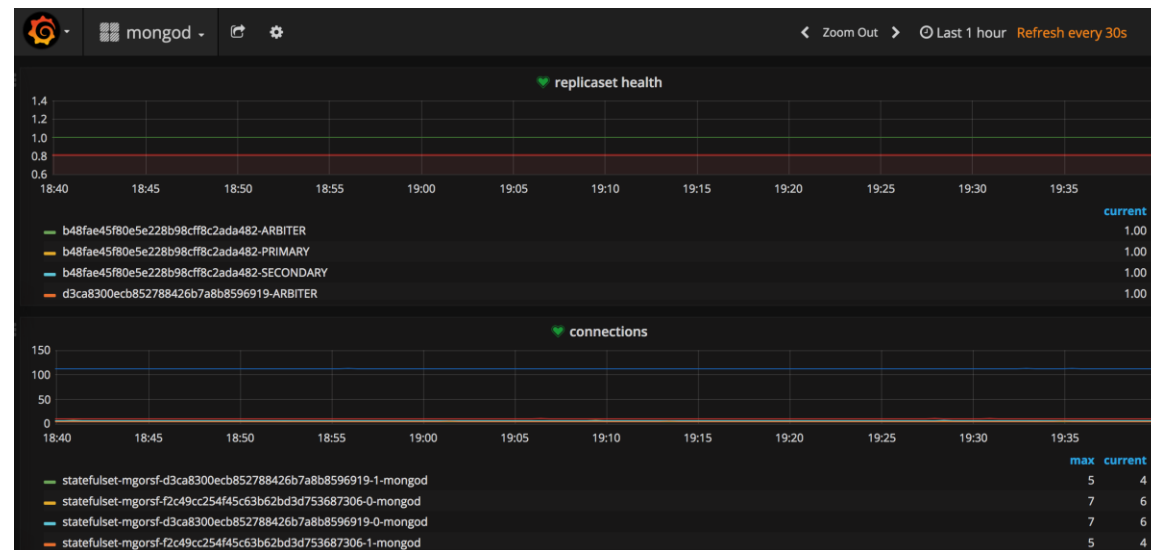 mongod
Zoom Out
Last 1 hour Refresh every 30s
replicaset health
1.4
1.2
1.0
0.8
0.6
18:40 18:45 18:50 18:55 19:00 19:05 19:10 19:15 19:20 19:25 19:30 19:35
current
b48fae45f80e5e228b98cff8c2ada482-ARBITER 1.00
b48fae45f80e5e228b98cff8c2ada482-PRIMARY 1.00
b48fae45f80e5e228b98cff8c2ada482-SECONDARY 1.00
d3ca8300ecb852788426b7a8b8596919-ARBITER 1.00
connections
150
100
50
0
18:40 18:45 18:50 18:55 19:00 19:05 19:10 19:15 19:20 19:25 19:30 19:35
max current
statefulset-mgorsf-d3ca8300ecb852788426b7a8b8596919-1-mongod 5 4
statefulset-mgorsf-f2c49cc254f45c63b62bd3d753687306-0-mongod 7 6
statefulset-mgorsf-d3ca8300ecb852788426b7a8b8596919-0-mongod 7 6
statefulset-mgorsf-f2c49cc254f45c63b62bd3d753687306-1-mongod 5 4